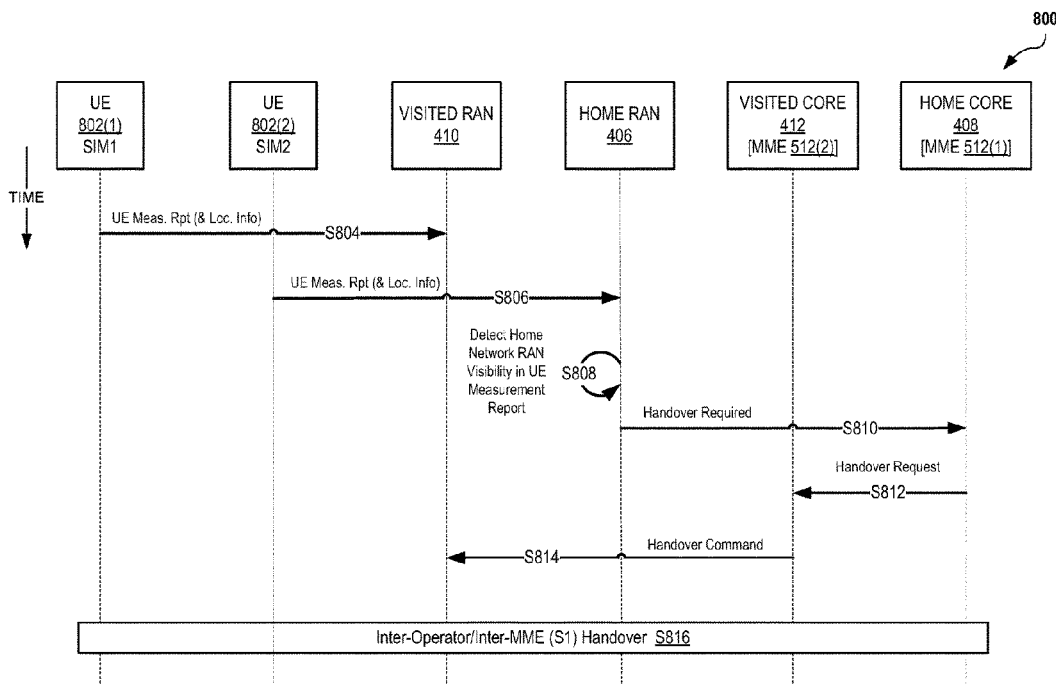 800
UE
802(1)
SIM1
UE
802(2)
SIM2
VISITED RAN
410
HOME RAN
406
VISITED CORE
412
[MME 512(2)]
HOME CORE
408
[MME 512(1)]
TIME
UE Meas. Rpt (& Loc. Info)
S804
UE Meas. Rpt (& Loc. Info)
S806
Detect Home
Network RAN
Visibility in UE
Measurement
Report
S808
Handover Required
S810
Handover Request
S812
Handover Command
S814
Inter-Operator/Inter-MME (S1) Handover S816